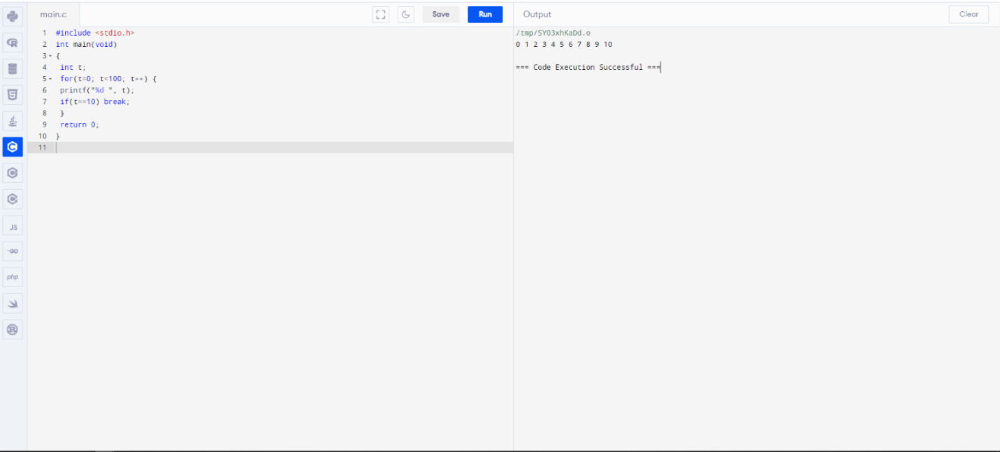 main.c
Save
Run
Output
Clear
1 #include <stdio.h>
2 int main(void)
3 {
4 int t;
5 for(t=0; t<100; t++) {
6 printf("%d ", t);
7 if(t==10) break;
8 }
9 return 0;
10 }
11
/tmp/SY03xhKaDd.o
0 1 2 3 4 5 6 7 8 9 10
=== Code Execution Successful ===
JS
GO
php